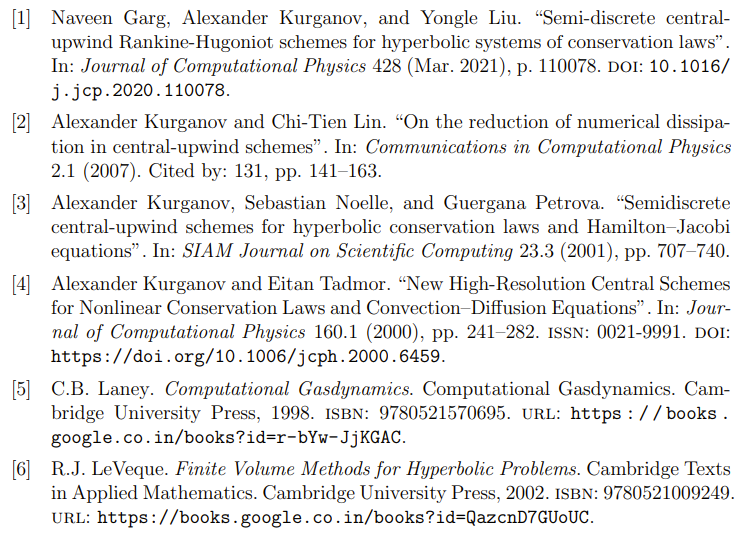 [1] Naveen Garg, Alexander Kurganov, and Yongle Liu. “Semi-discrete central-
upwind Rankine-Hugoniot schemes for hyperbolic systems of conservation laws”.
In: Journal of Computational Physics 428 (Mar. 2021), p. 110078. DOI: 10.1016/
j.jcp.2020.110078.
[2] Alexander Kurganov and Chi-Tien Lin. “On the reduction of numerical dissipa-
tion in central-upwind schemes”. In: Communications in Computational Physics
2.1 (2007). Cited by: 131, pp. 141–163.
[3] Alexander Kurganov, Sebastian Noelle, and Guergana Petrova. “Semidiscrete
central-upwind schemes for hyperbolic conservation laws and Hamilton–Jacobi
equations”. In: SIAM Journal on Scientific Computing 23.3 (2001), pp. 707–740.
[4] Alexander Kurganov and Eitan Tadmor. “New High-Resolution Central Schemes
for Nonlinear Conservation Laws and Convection–Diffusion Equations”. In: Jour-
nal of Computational Physics 160.1 (2000), pp. 241–282. ISSN: 0021-9991. DOI:
https://doi.org/10.1006/jcph.2000.6459.
[5] C.B. Laney. Computational Gasdynamics. Computational Gasdynamics. Cam-
bridge University Press, 1998. ISBN: 9780521570695. URL: https://books.
google.co.in/books?id=r-bYw-JjKGAC.
[6] R.J. LeVeque. Finite Volume Methods for Hyperbolic Problems. Cambridge Texts
in Applied Mathematics. Cambridge University Press, 2002. ISBN: 9780521009249.
URL: https://books.google.co.in/books?id=QazcnD7GUoUC.